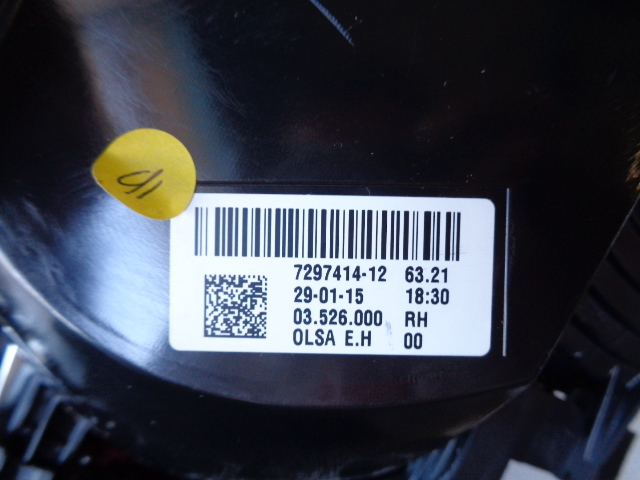 7297414-12 63.21
29-01-15 18:30
03.526.000 RH
OLSA E.H 00